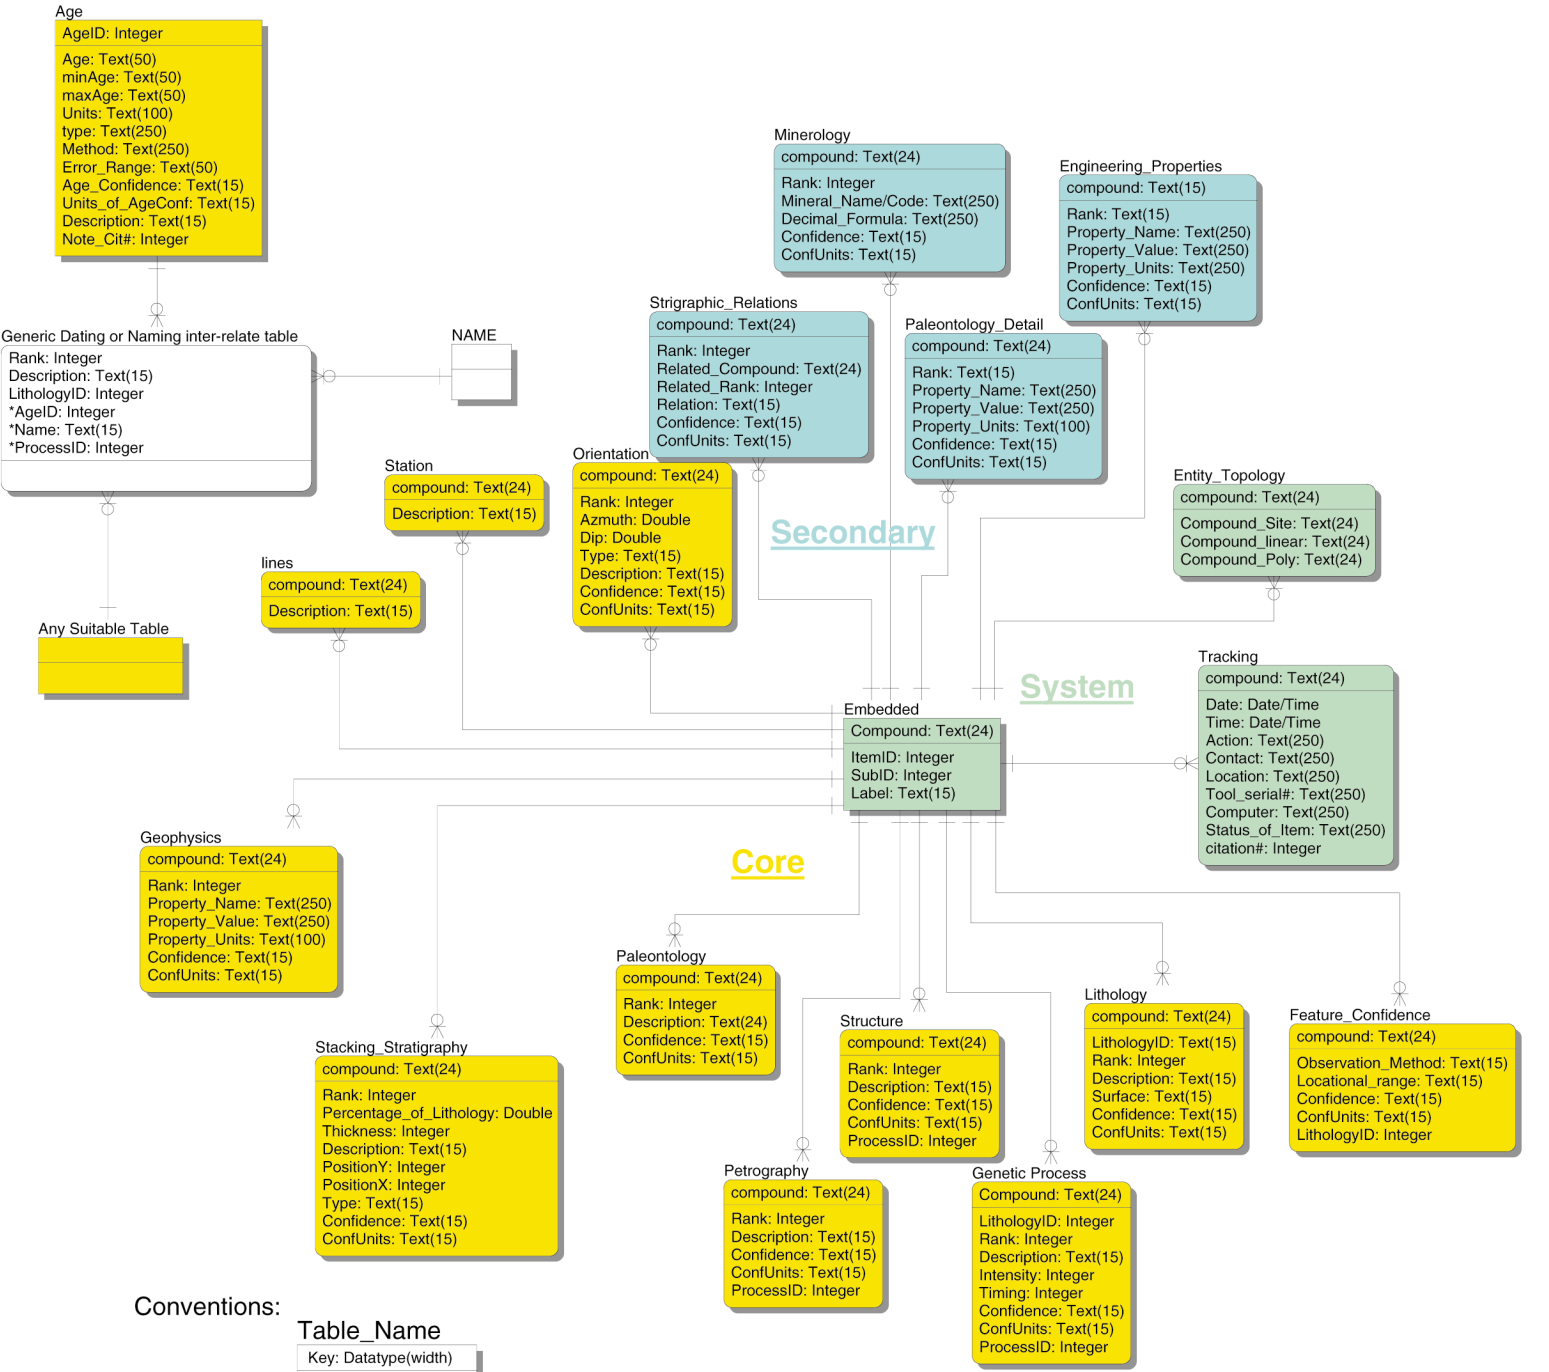 Age
AgeID: Integer
Age: Text(50)
minAge: Text(50)
maxAge: Text(50)
Units: Text(100)
type: Text(250)
Method: Text(250)
Error_Range: Text(50)
Age_Confidence: Text(15)
Units_of_AgeConf: Text(15)
Description: Text(15)
Note_Cit#: Integer
Generic Dating or Naming inter-relate table
Rank: Integer
Description: Text(15)
LithologyID: Integer
*AgeID: Integer
*Name: Text(15)
*ProcessID: Integer
NAME
Any Suitable Table
Minerology
compound: Text(24)
Rank: Integer
Mineral_Name/Code: Text(250)
Decimal_Formula: Text(250)
Confidence: Text(15)
ConfUnits: Text(15)
Engineering_Properties
compound: Text(15)
Rank: Text(15)
Property_Name: Text(250)
Property_Value: Text(250)
Property_Units: Text(250)
Confidence: Text(15)
ConfUnits: Text(15)
Strigraphic_Relations
compound: Text(24)
Rank: Integer
Related_Compound: Text(24)
Related_Rank: Integer
Relation: Text(15)
Confidence: Text(15)
ConfUnits: Text(15)
Paleontology_Detail
compound: Text(24)
Rank: Text(15)
Property_Name: Text(250)
Property_Value: Text(250)
Property_Units: Text(100)
Confidence: Text(15)
ConfUnits: Text(15)
Station
compound: Text(24)
Description: Text(15)
Orientation
compound: Text(24)
Rank: Integer
Azmuth: Double
Dip: Double
Type: Text(15)
Description: Text(15)
Confidence: Text(15)
ConfUnits: Text(15)
Secondary
Entity_Topology
compound: Text(24)
Compound_Site: Text(24)
Compound_linear: Text(24)
Compound_Poly: Text(24)
lines
compound: Text(24)
Description: Text(15)
System
Tracking
compound: Text(24)
Date: Date/Time
Time: Date/Time
Action: Text(250)
Contact: Text(250)
Location: Text(250)
Tool_serial#: Text(250)
Computer: Text(250)
Status_of_Item: Text(250)
citation#: Integer
Embedded
Compound: Text(24)
ItemID: Integer
SubID: Integer
Label: Text(15)
Core
Geophysics
compound: Text(24)
Rank: Integer
Property_Name: Text(250)
Property_Value: Text(250)
Property_Units: Text(100)
Confidence: Text(15)
ConfUnits: Text(15)
Paleontology
compound: Text(24)
Rank: Integer
Description: Text(24)
Confidence: Text(15)
ConfUnits: Text(15)
Structure
compound: Text(24)
Rank: Integer
Description: Text(15)
Confidence: Text(15)
ConfUnits: Text(15)
ProcessID: Integer
Lithology
compound: Text(24)
LithologyID: Text(15)
Rank: Integer
Description: Text(15)
Surface: Text(15)
Confidence: Text(15)
ConfUnits: Text(15)
Feature_Confidence
compound: Text(24)
Observation_Method: Text(15)
Locational_range: Text(15)
Confidence: Text(15)
ConfUnits: Text(15)
LithologyID: Integer
Stacking_Stratigraphy
compound: Text(24)
Rank: Integer
Percentage_of_Lithology: Double
Thickness: Integer
Description: Text(15)
PositionY: Integer
PositionX: Integer
Type: Text(15)
Confidence: Text(15)
ConfUnits: Text(15)
Petrography
compound: Text(24)
Rank: Integer
Description: Text(15)
Confidence: Text(15)
ConfUnits: Text(15)
ProcessID: Integer
Genetic Process
Compound: Text(24)
LithologyID: Integer
Rank: Integer
Description: Text(15)
Intensity: Integer
Timing: Integer
Confidence: Text(15)
ConfUnits: Text(15)
ProcessID: Integer
Conventions:
Table_Name
Key: Datatype(width)